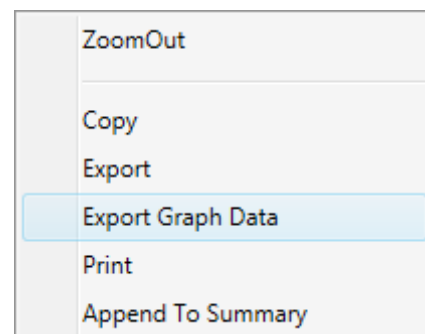 ZoomOut
Copy
Export
Export Graph Data
Print
Append To Summary